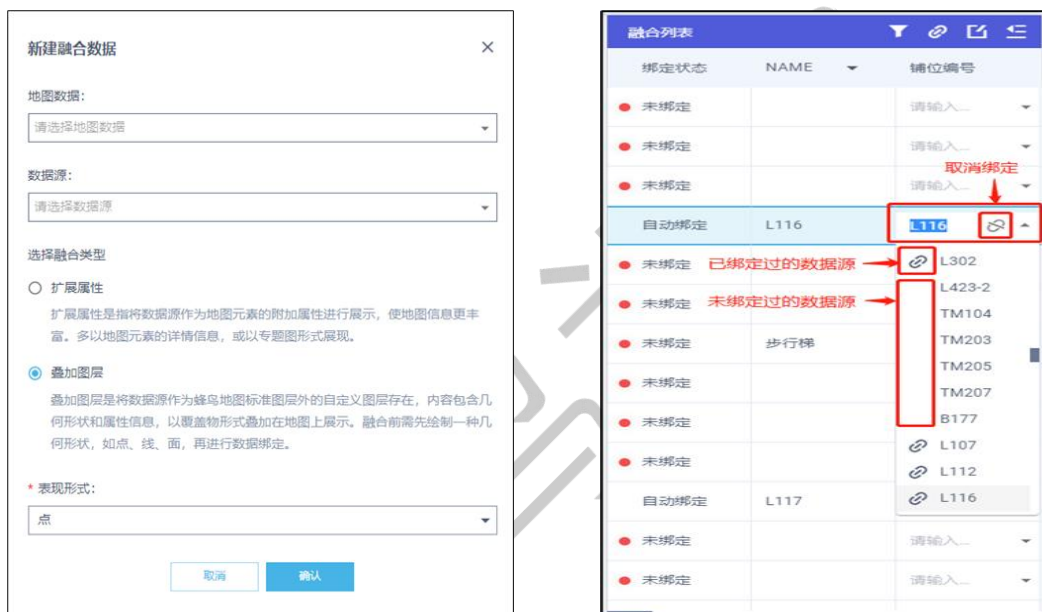 新建融合数据
地图数据：
请选择地图数据
数据源：
请选择数据源
选择融合类型
扩展属性
扩展属性是指将数据源作为地图元素的附加属性进行展示，使地图信息更丰
富。多以地图元素的详情信息，或以专题图形式展现。
叠加图层
叠加图层是将数据源作为蜂鸟地图标准图层外的自定义图层存在，内容包含几
何形状和属性信息，以覆盖物形式叠加在地图上展示。融合前需先绘制一种几
何形状，如点、线、面，再进行数据绑定。
* 表现形式：
点
取消 确认
融合列表
绑定状态 NAME 铺位编号
未绑定 请输入...
未绑定 请输入...
取消绑定
未绑定 请输入...
自动绑定 L116 L116
未绑定 已绑定过的数据源 L302
L423-2
未绑定 未绑定过的数据源
TM104
未绑定 步行梯 TM203
TM205
未绑定
TM207
未绑定 B177
L107
未绑定
L112
自动绑定 L117 L116
未绑定 请输入...
未绑定 请输入...